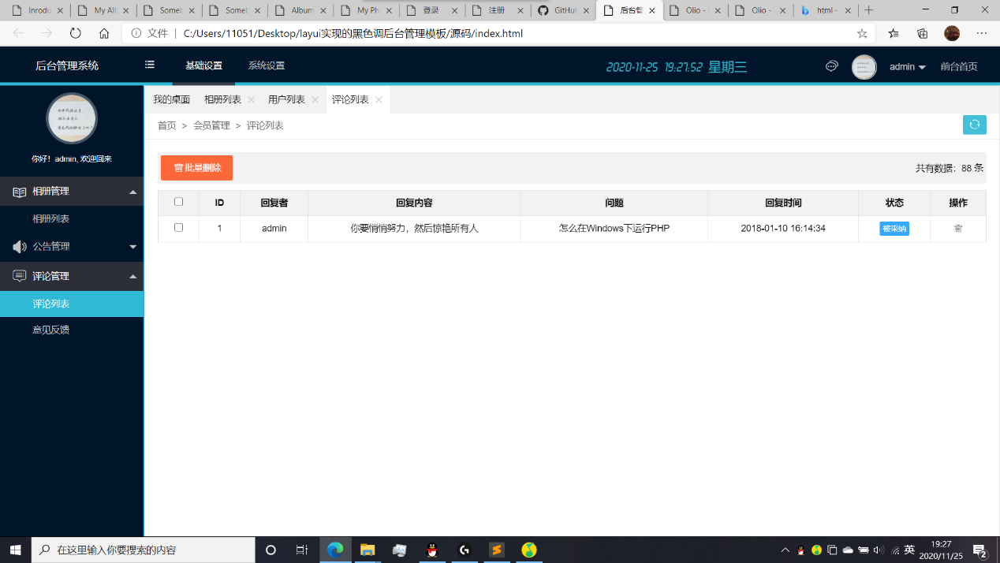 Inrodu
My Alb
Someb
Someb
Album
My Ph
登录
注册
GitHub
后台管
Olio -
Olio -
html -
文件 C:/Users/11051/Desktop/layui实现的黑色调后台管理模板/源码/index.html
后台管理系统 基础设置 系统设置 2020-11-25 19:27:52 星期三 admin 前台首页
你好！admin, 欢迎回来
相册管理
相册列表
公告管理
评论管理
评论列表
意见反馈
我的桌面 相册列表 用户列表 评论列表
首页 > 会员管理 > 评论列表
批量删除 共有数据：88 条
ID 回复者 回复内容 问题 回复时间 状态 操作
1 admin 你要悄悄努力，然后惊艳所有人 怎么在Windows下运行PHP 2018-01-10 16:14:34 被采纳
在这里输入你要搜索的内容
英
19:27
2020/11/25
2